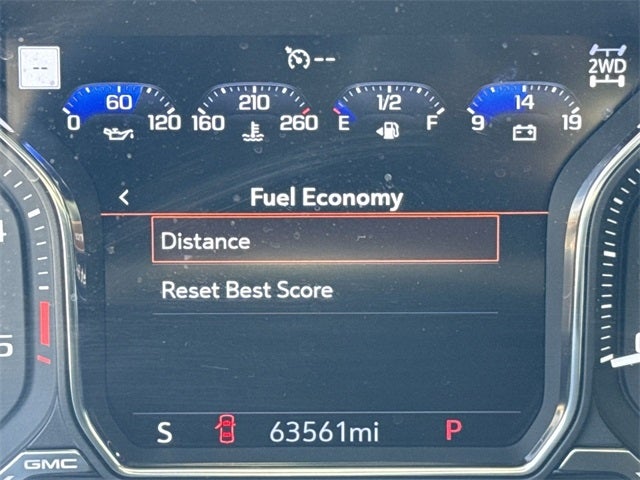 --
--
2WD
0 60 120
160 210 260
E 1/2 F
9 14 19
< Fuel Economy
Distance
Reset Best Score
S 63561mi P
5
GMC